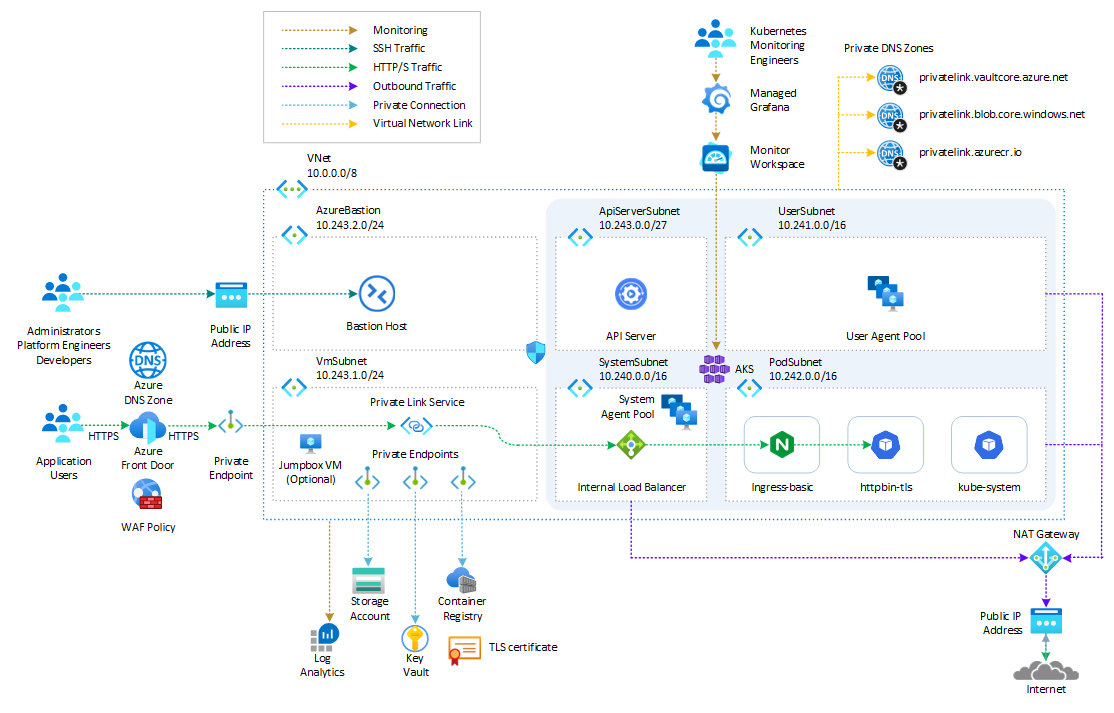 Monitoring
SSH Traffic
HTTP/S Traffic
Outbound Traffic
Private Connection
Virtual Network Link
Kubernetes
Monitoring
Engineers
Managed
Grafana
Monitor
Workspace
Private DNS Zones
DNS
privatelink.vaultcore.azure.net
DNS
privatelink.blob.core.windows.net
DNS
privatelink.azurecr.io
VNet
10.0.0.0/8
AzureBastion
10.243.2.0/24
ApiServerSubnet
10.243.0.0/27
UserSubnet
10.241.0.0/16
Administrators
Platform Engineers
Developers
Public IP
Address
Bastion Host
API Server
User Agent Pool
DNS
Azure
DNS Zone
VmSubnet
10.243.1.0/24
SystemSubnet
10.240.0.0/16
AKS
PodSubnet
10.242.0.0/16
Application
Users
HTTPS
Azure
Front Door
HTTPS
Private
Endpoint
WAF Policy
Private Link Service
Jumpbox VM
(Optional)
Private Endpoints
System
Agent Pool
Internal Load Balancer
N
Ingress-basic
httpbin-tls
kube-system
NAT Gateway
Storage
Account
Container
Registry
Log
Analytics
Key
Vault
TLS certificate
Public IP
Address
Internet